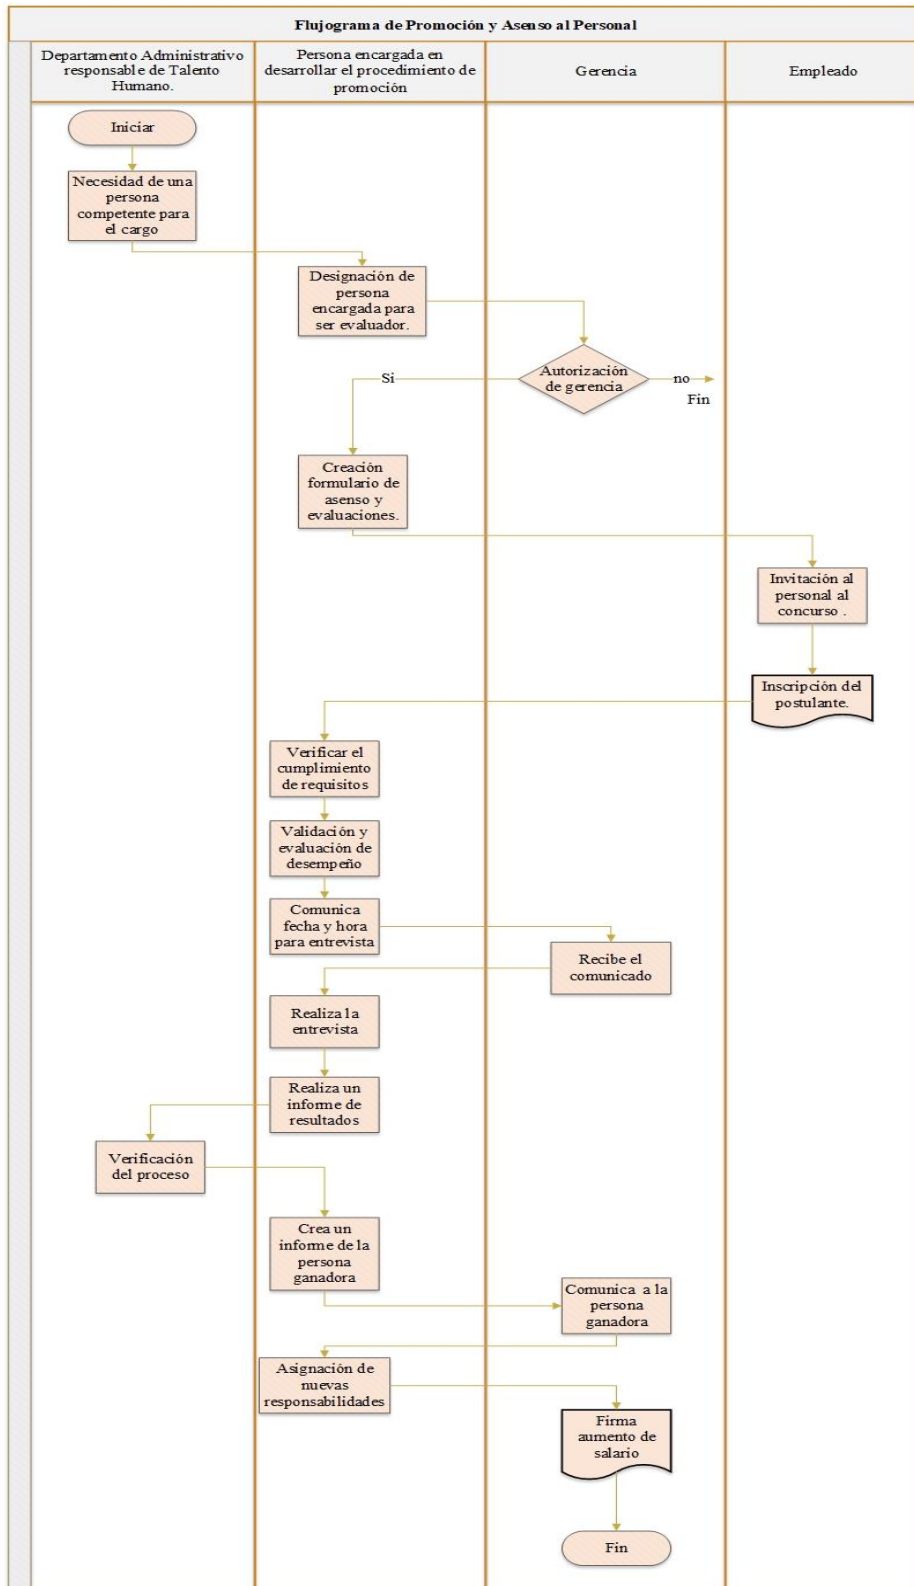 Flujograma de Promoción y Asenso al Personal
Departamento Administrativo
responsable de Talento
Humano.
Persona encargada en
desarrollar el procedimiento de
promoción
Gerencia
Empleado
Iniciar
Necesidad de una
persona
competente para
el cargo
Designación de
persona
encargada para
ser evaluador.
Autorización
de gerencia
Si
no
Fin
Creación
formulario de
asenso y
evaluaciones.
Invitación al
personal al
concurso .
Inscripción del
postulante.
Verificar el
cumplimiento
de requisitos
Validación y
evaluación de
desempeño
Comunica
fecha y hora
para entrevista
Recibe el
comunicado
Realiza la
entrevista
Realiza un
informe de
resultados
Verificación
del proceso
Crea un
informe de la
persona
ganadora
Comunica a la
persona
ganadora
Asignación de
nuevas
responsabilidades
Firma
aumento de
salario
Fin